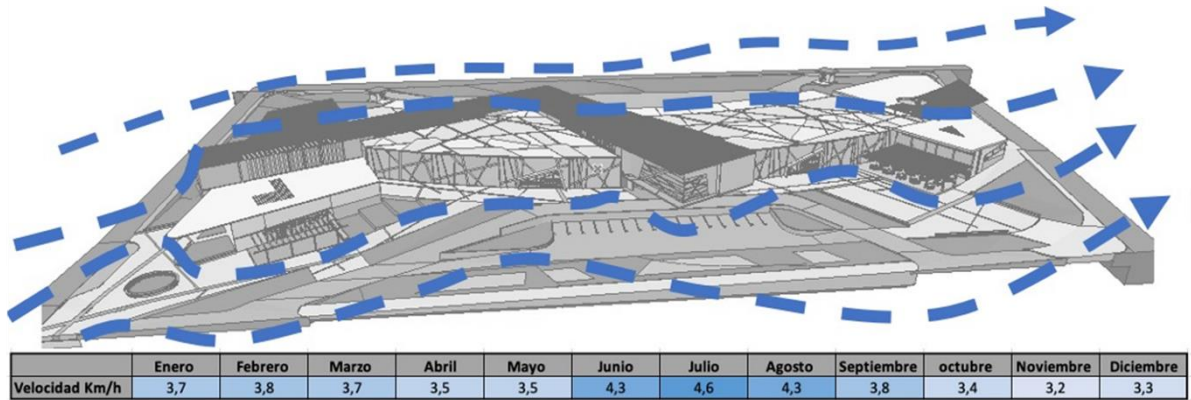 Enero Febrero Marzo Abril Mayo Junio Julio Agosto Septiembre octubre Noviembre Diciembre
Velocidad Km/h 3,7 3,8 3,7 3,5 3,5 4,3 4,6 4,3 3,8 3,4 3,2 3,3